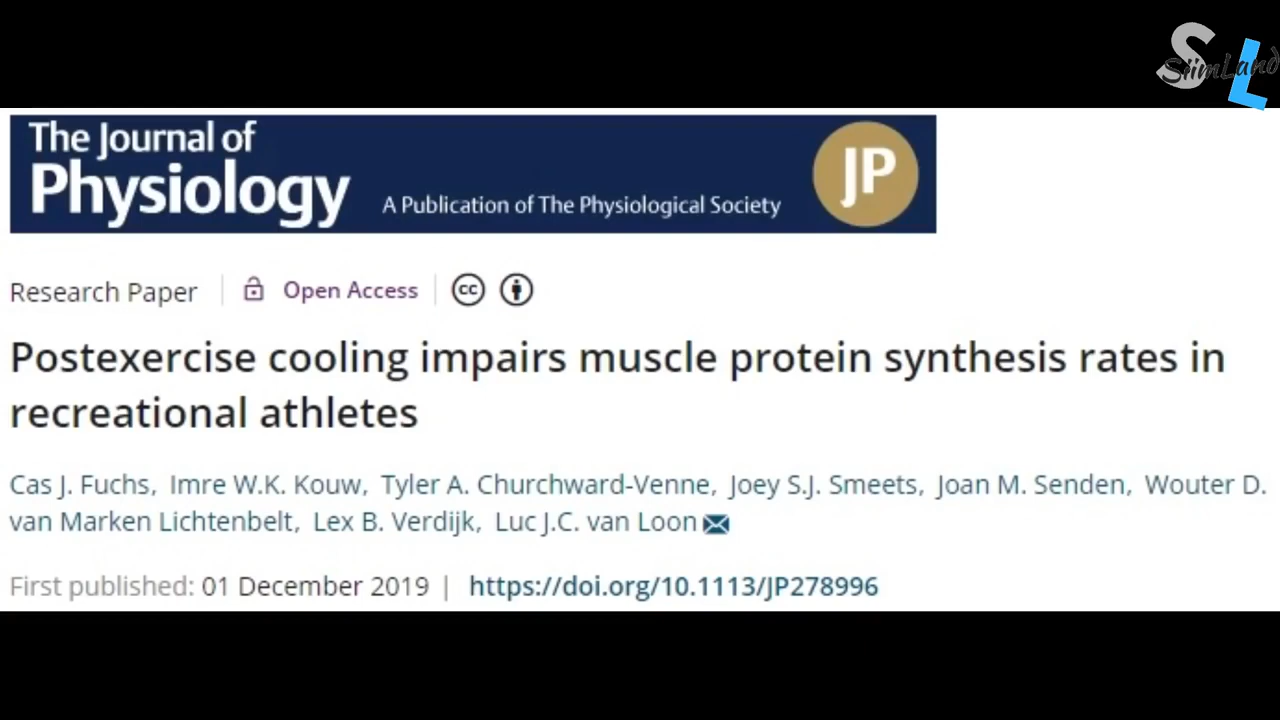 S L
SiimLand
The Journal of
Physiology
A Publication of The Physiological Society
JP
Research Paper
Open Access
cc
Postexercise cooling impairs muscle protein synthesis rates in
recreational athletes
Cas J. Fuchs, Imre W.K. Kouw, Tyler A. Churchward-Venne, Joey S.J. Smeets, Joan M. Senden, Wouter D.
van Marken Lichtenbelt, Lex B. Verdijk, Luc J.C. van Loon
First published: 01 December 2019 | https://doi.org/10.1113/JP278996